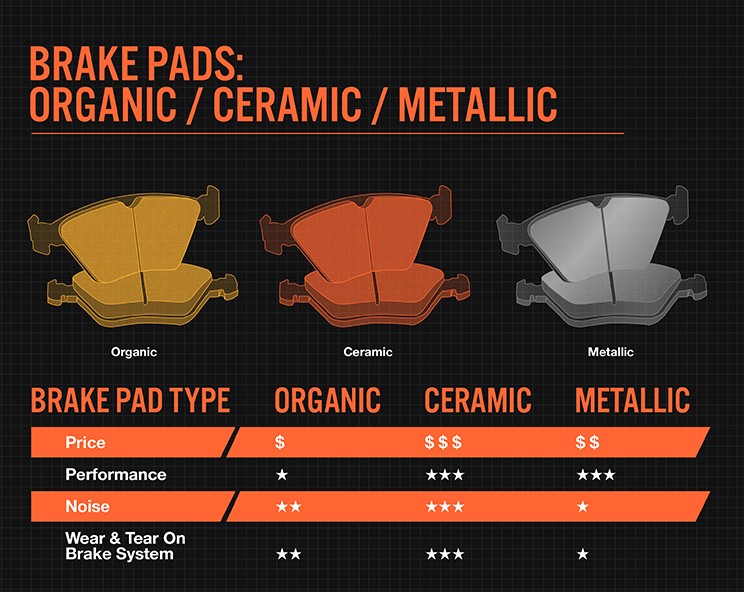 BRAKE PADS:
ORGANIC / CERAMIC / METALLIC
Organic Ceramic Metallic
BRAKE PAD TYPE ORGANIC CERAMIC METALLIC
Price $ $$$ $$
Performance ★ ★★★ ★★★
Noise ★★ ★★★ ★
Wear & Tear On
Brake System ★★ ★★★ ★